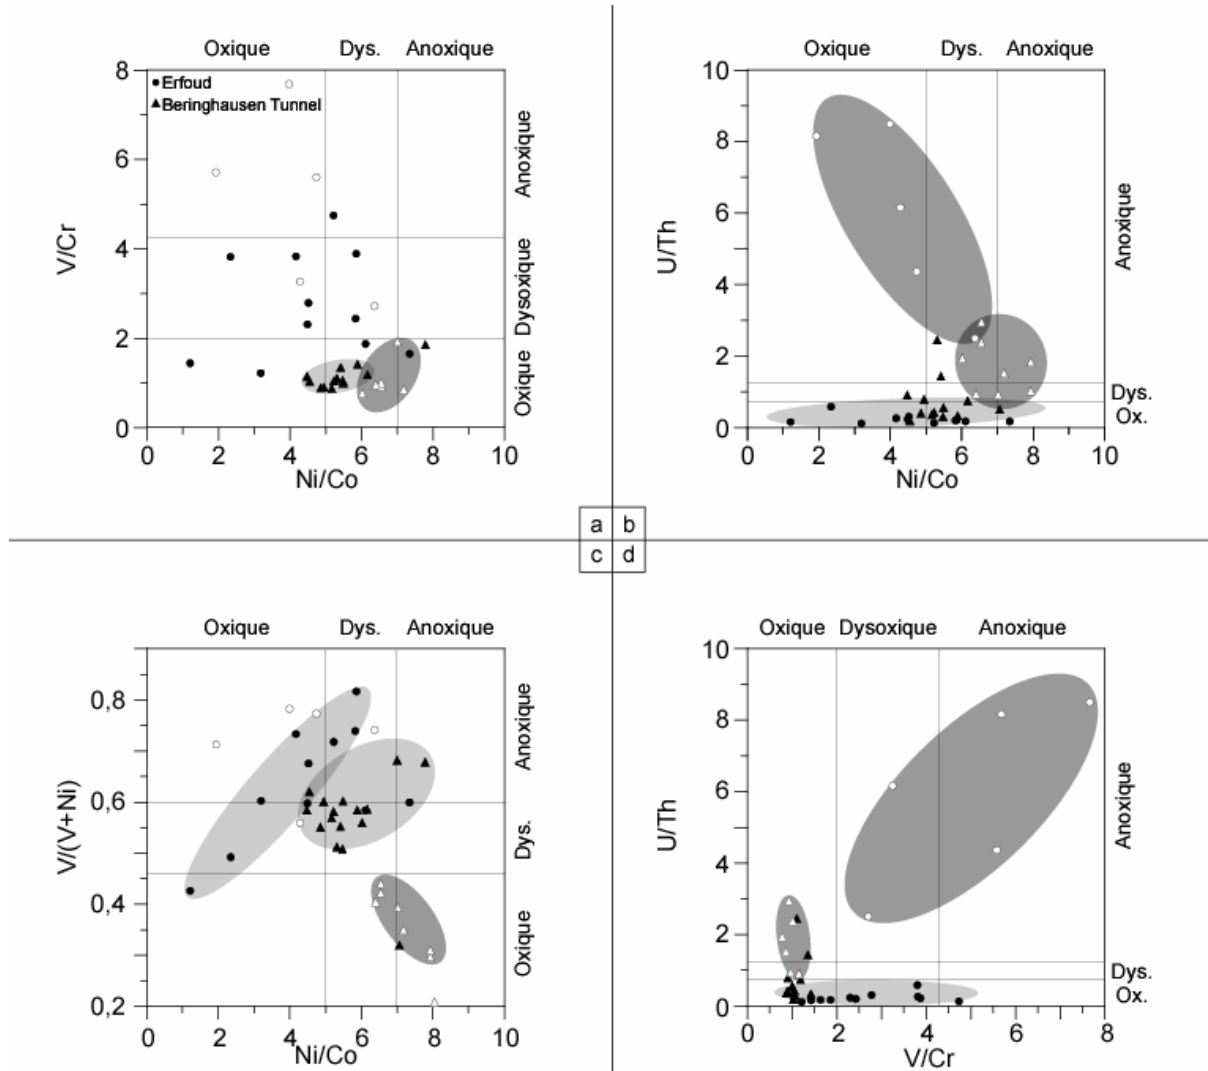 Oxique Dys. Anoxique
8
6
4
2
0
V/Cr
Erfoud
Beringhausen Tunnel
Anoxique
Dysoxique
Oxique
0 2 4 6 8 10
Ni/Co
Oxique Dys. Anoxique
10
8
6
4
2
0
U/Th
Anoxique
Dys.
Ox.
0 2 4 6 8 10
Ni/Co
a b
c d
Oxique Dys. Anoxique
0,8
0,6
0,4
0,2
V/(V+Ni)
Anoxique
Dys.
Oxique
0 2 4 6 8 10
Ni/Co
Oxique Dysoxique Anoxique
10
8
6
4
2
0
U/Th
Anoxique
Dys.
Ox.
0 2 4 6 8
V/Cr